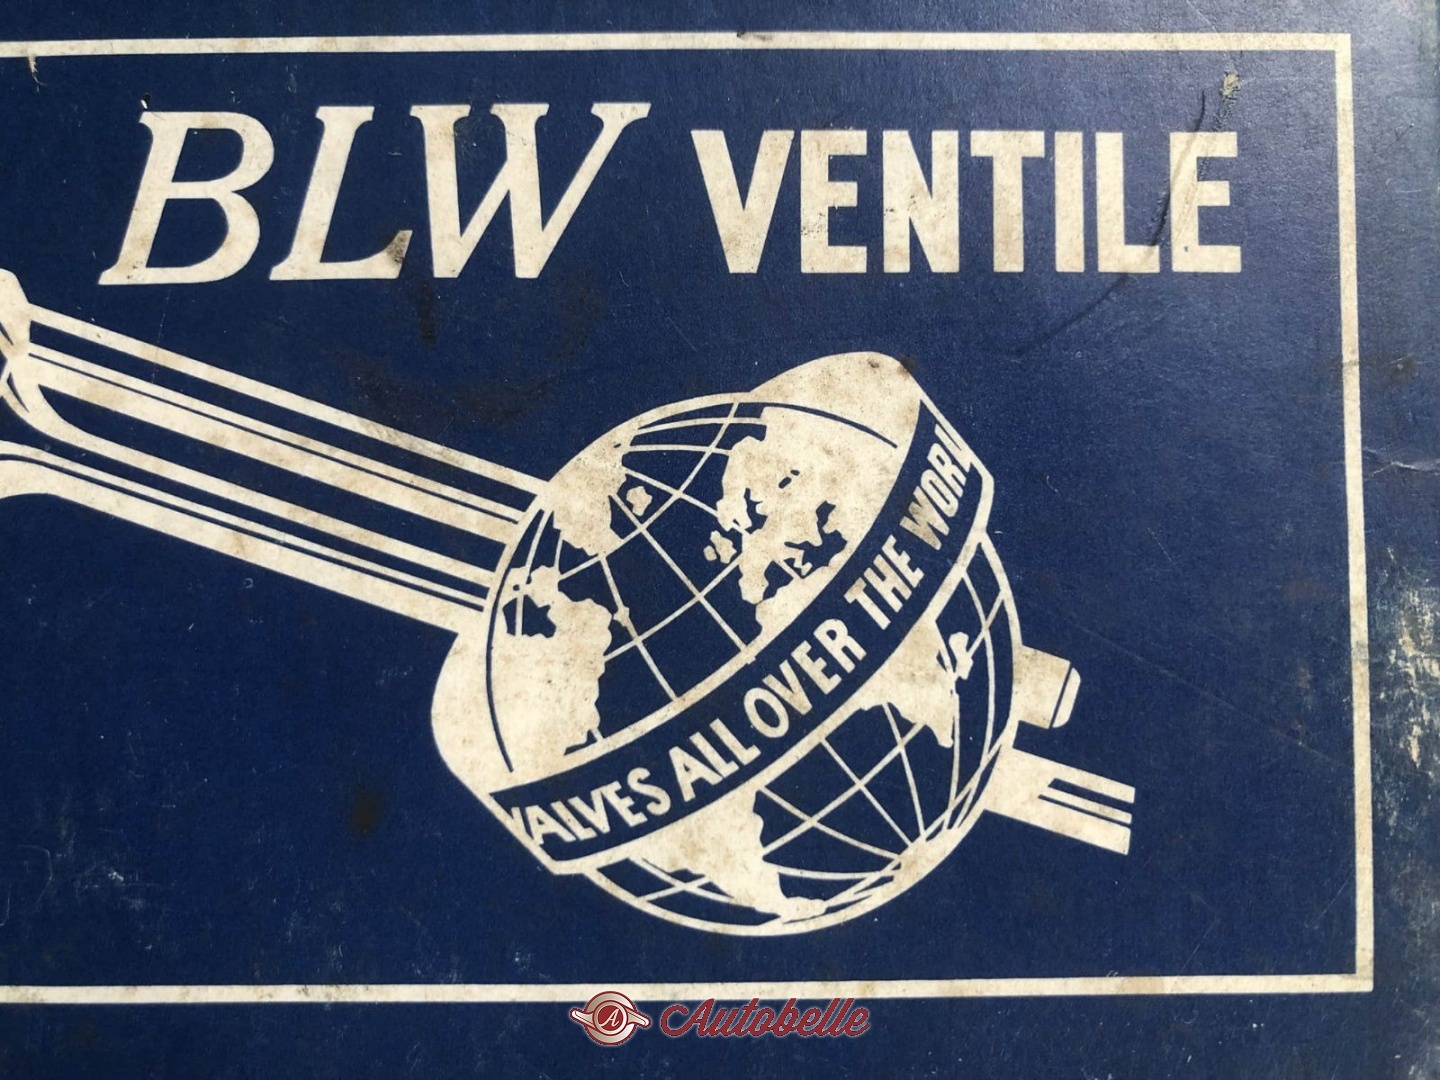 BLW VENTILE
VALVES ALL OVER THE WORLD
A Autobelle